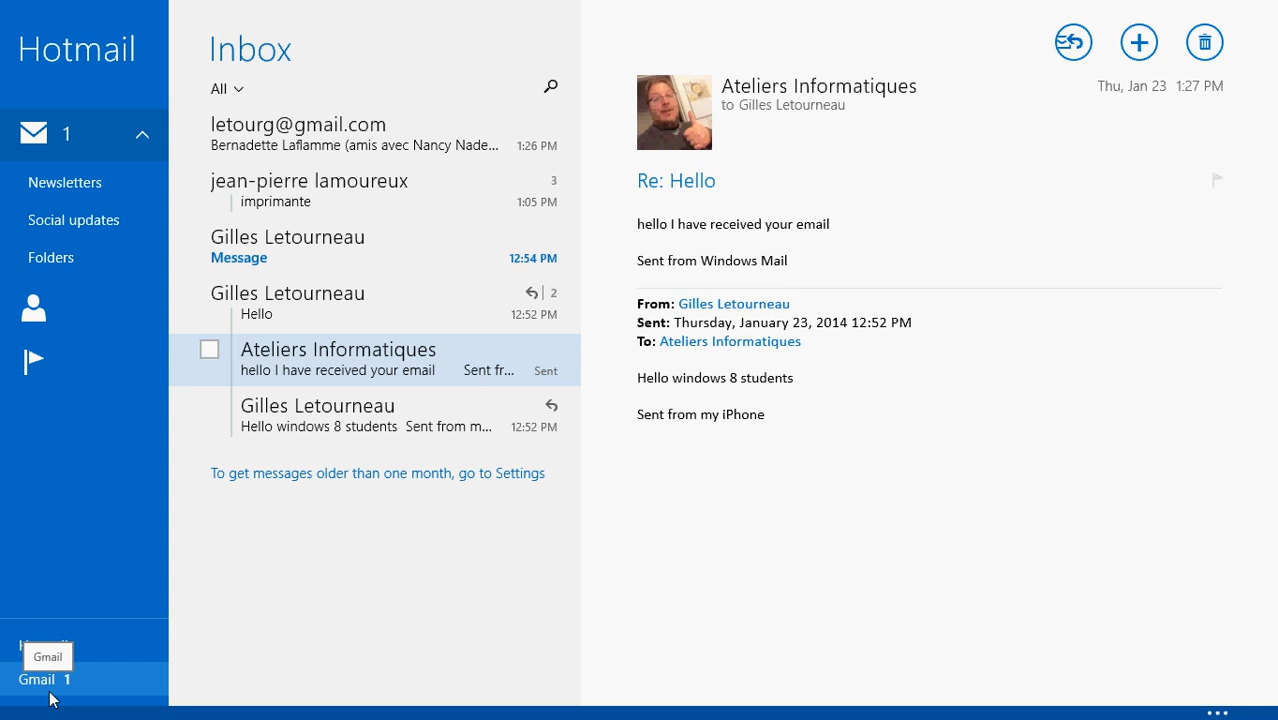 Hotmail
1
Newsletters
Social updates
Folders
Gmail
Gmail 1
Inbox
All
letourg@gmail.com
Bernadette Laflamme (amis avec Nancy Nade... 1:26 PM
jean-pierre lamoureux 3
imprimante 1:05 PM
Gilles Letourneau
Message 12:54 PM
Gilles Letourneau 2
Hello 12:52 PM
Ateliers Informatiques
hello I have received your email Sent fr... Sent
Gilles Letourneau
Hello windows 8 students Sent from m... 12:52 PM
To get messages older than one month, go to Settings
Ateliers Informatiques Thu, Jan 23 1:27 PM
to Gilles Letourneau
Re: Hello
hello I have received your email
Sent from Windows Mail
From: Gilles Letourneau
Sent: Thursday, January 23, 2014 12:52 PM
To: Ateliers Informatiques
Hello windows 8 students
Sent from my iPhone